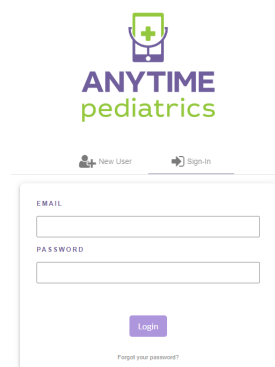 ANYTIME
pediatrics
New User
Sign-In
EMAIL
PASSWORD
Login
Forgot your password?